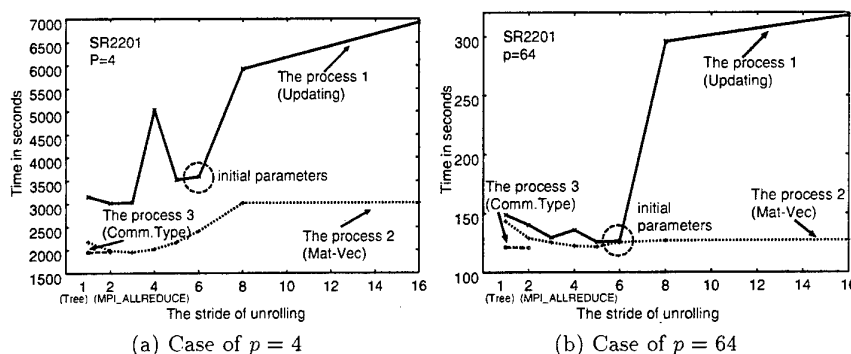 7000
6500
6000
5500
5000
4500
4000
3500
3000
2500
2000
1500
Time in seconds
SR2201
P=4
The process 1
(Updating)
initial parameters
The process 3
(Comm.Type)
The process 2
(Mat-Vec)
1 2 4 6 8 10 12 14 16
(Tree) (MPI_ALLREDUCE)
The stride of unrolling
(a) Case of p = 4
300
250
200
150
100
Time in seconds
SR2201
p=64
The process 1
(Updating)
The process 3
(Comm.Type)
initial
parameters
The process 2
(Mat-Vec)
1 2 4 6 8 10 12 14 16
(Tree) (MPI_ALLREDUCE)
The stride of unrolling
(b) Case of p = 64